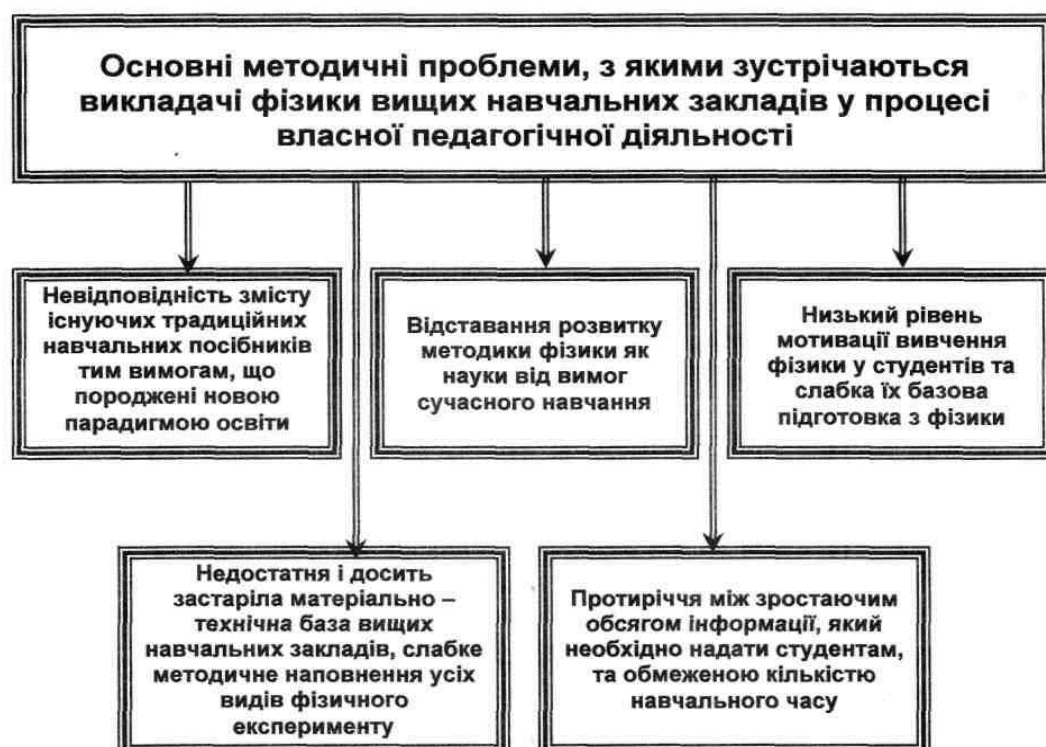 Основні методичні проблеми, з якими зустрічаються
викладачі фізики вищих навчальних закладів у процесі
власної педагогічної діяльності
Невідповідність змісту
існуючих традиційних
навчальних посібників
тим вимогам, що
породжені новою
парадигмою освіти
Відставання розвитку
методики фізики як
науки від вимог
сучасного навчання
Низький рівень
мотивації вивчення
фізики у студентів та
слабка їх базова
підготовка з фізики
Недостатня і досить
застаріла матеріально –
технічна база вищих
навчальних закладів, слабке
методичне наповнення усіх
видів фізичного
експерименту
Протиріччя між зростаючим
обсягом інформації, який
необхідно надати студентам,
та обмеженою кількістю
навчального часу